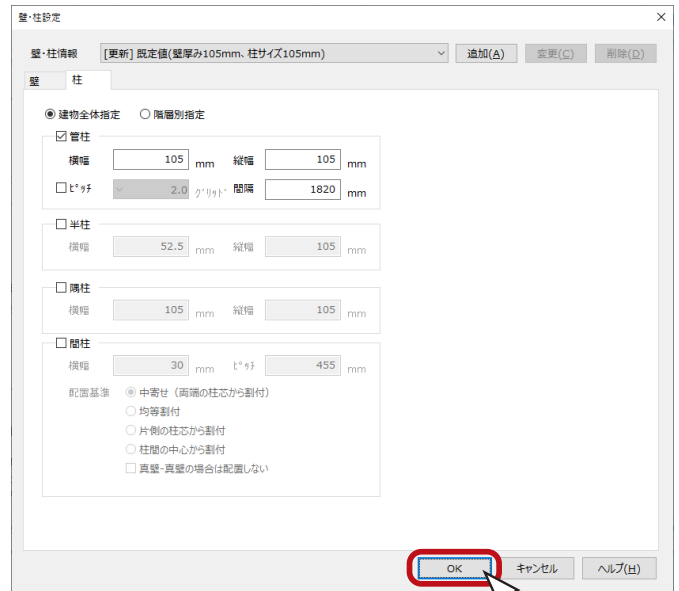 壁・柱設定
壁・柱情報 [更新] 既定値(壁厚み105mm、柱サイズ105mm) 追加(A) 変更(C) 削除(D)
壁 柱
建物全体指定 階層別指定
管柱
横幅 105 mm 縦幅 105 mm
ﾋﾟｯﾁ 2.0 ｸﾞﾘｯﾄﾞ 間隔 1820 mm
半柱
横幅 52.5 mm 縦幅 105 mm
隅柱
横幅 105 mm 縦幅 105 mm
間柱
横幅 30 mm ﾋﾟｯﾁ 455 mm
配置基準 中寄せ（両端の柱芯から割付）
均等割付
片側の柱芯から割付
柱間の中心から割付
真壁-真壁の場合は配置しない
OK キャンセル ヘルプ(H)